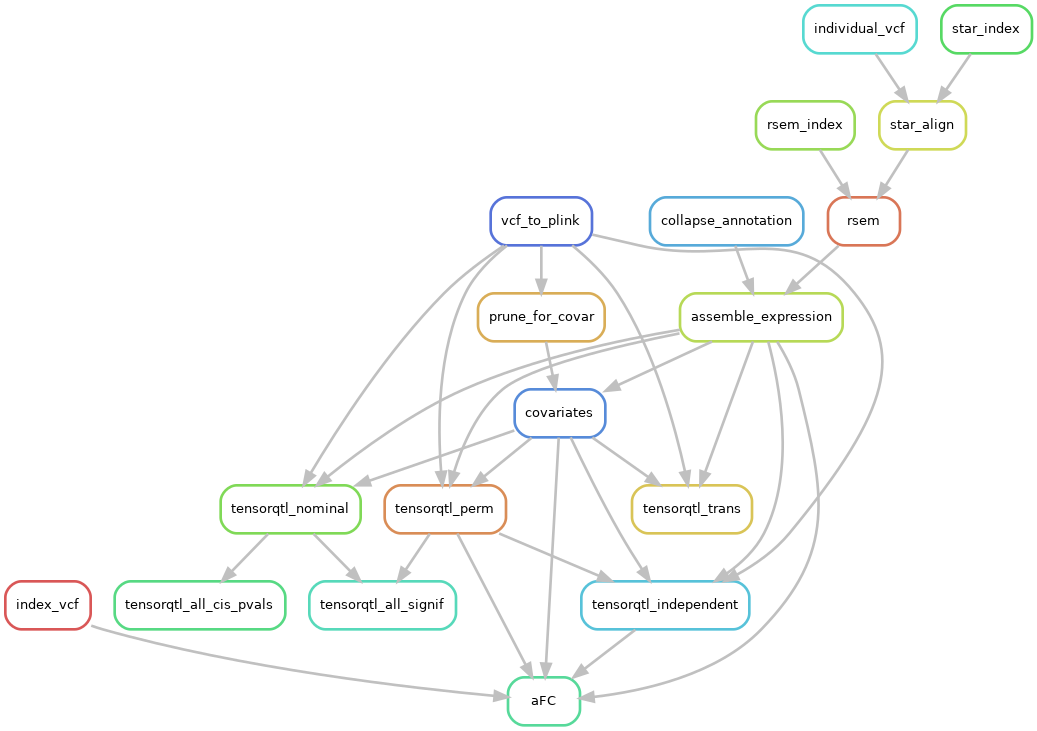 individual_vcf
star_index
rsem_index
star_align
vcf_to_plink
collapse_annotation
rsem
prune_for_covar
assemble_expression
covariates
tensorqtl_nominal
tensorqtl_perm
tensorqtl_trans
index_vcf
tensorqtl_all_cis_pvals
tensorqtl_all_signif
tensorqtl_independent
aFC